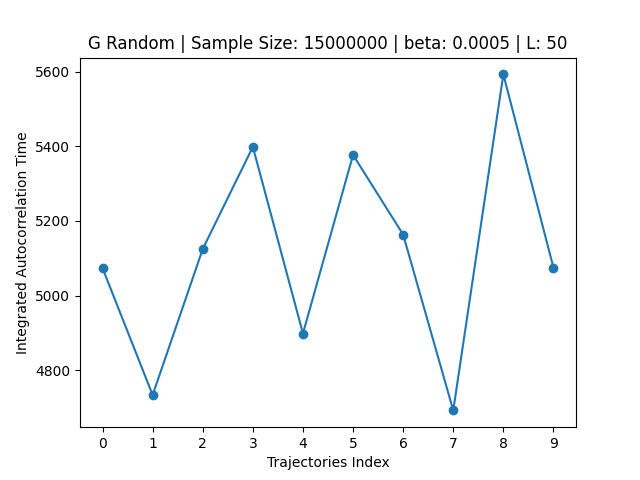 G Random | Sample Size: 15000000 | beta: 0.0005 | L: 50
Integrated Autocorrelation Time
5600
5400
5200
5000
4800
0 1 2 3 4 5 6 7 8 9
Trajectories Index